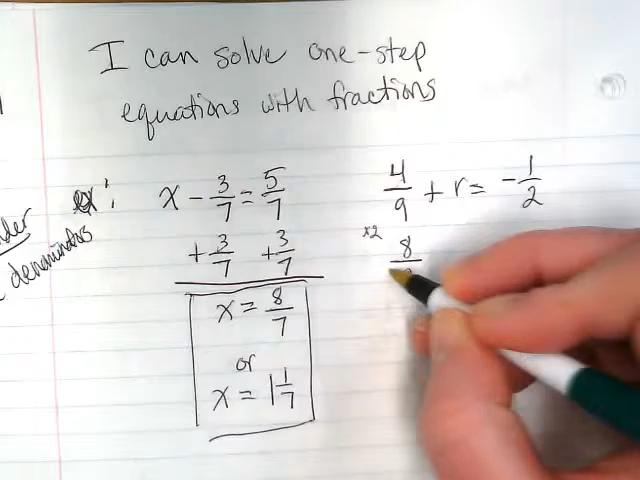 I can solve one-step
equations with fractions
ex:
x - 3/7 = 5/7
+ 3/7 + 3/7
x = 8/7
or
x = 1 1/7
4/9 + r = - 1/2
x2 8
denominators